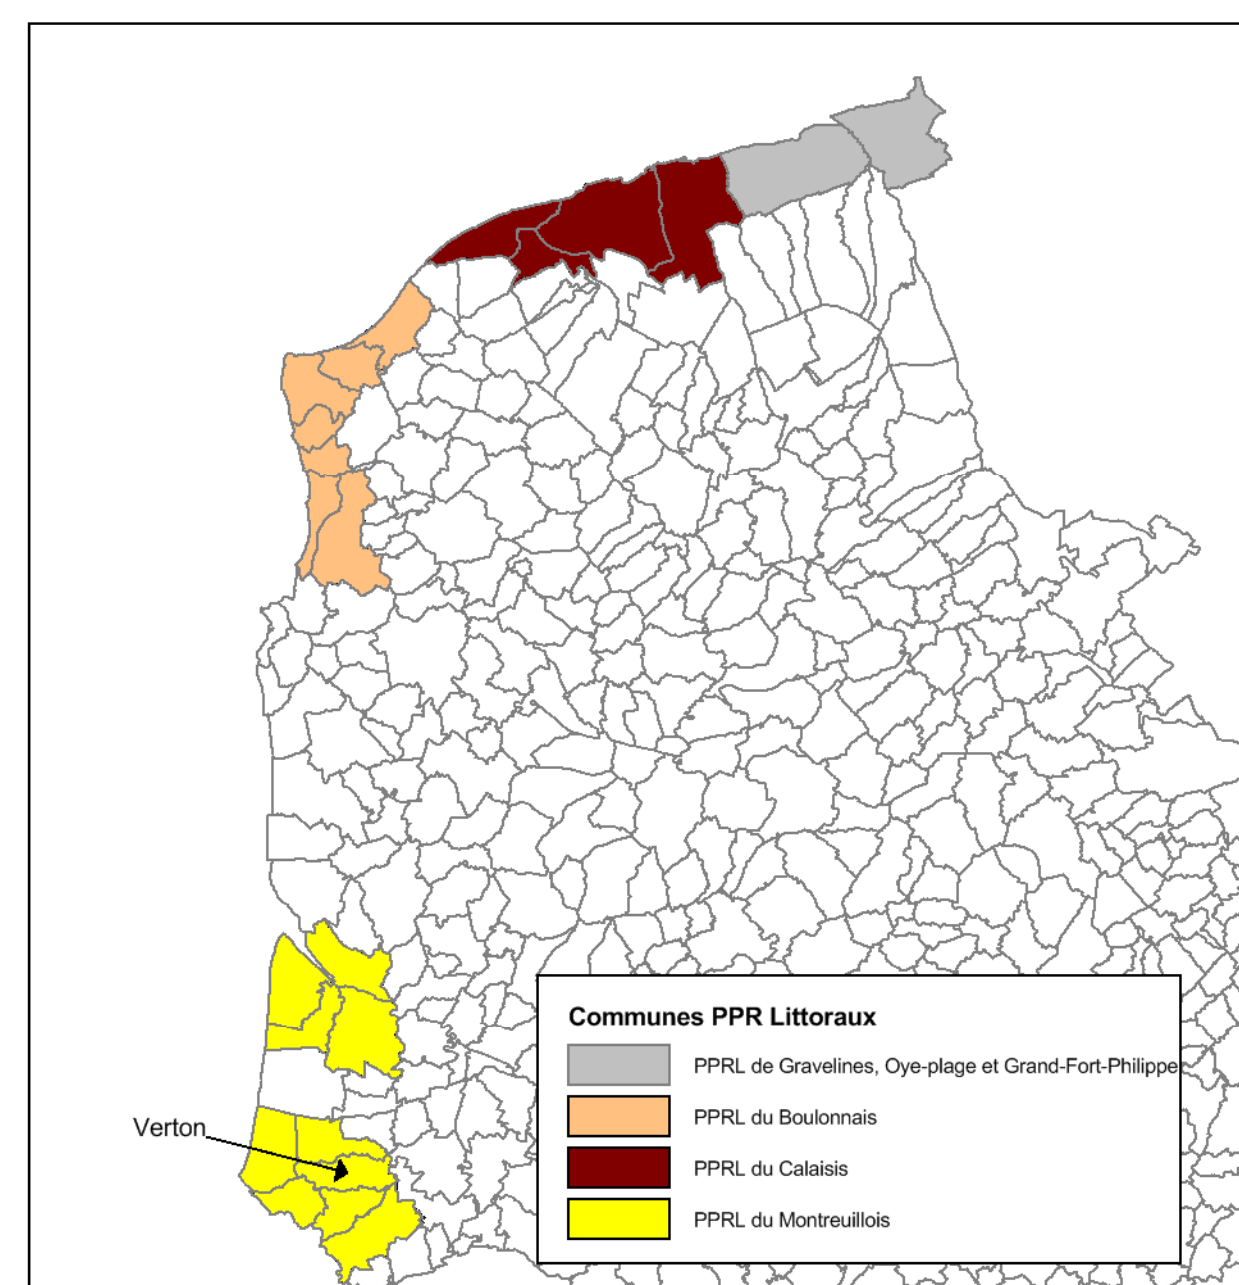 Communes PPR Littoraux
PPRL de Gravelines, Oye-plage et Grand-Fort-Philippe
PPRL du Boulonnais
PPRL du Calaisis
PPRL du Montreuillois
Verton